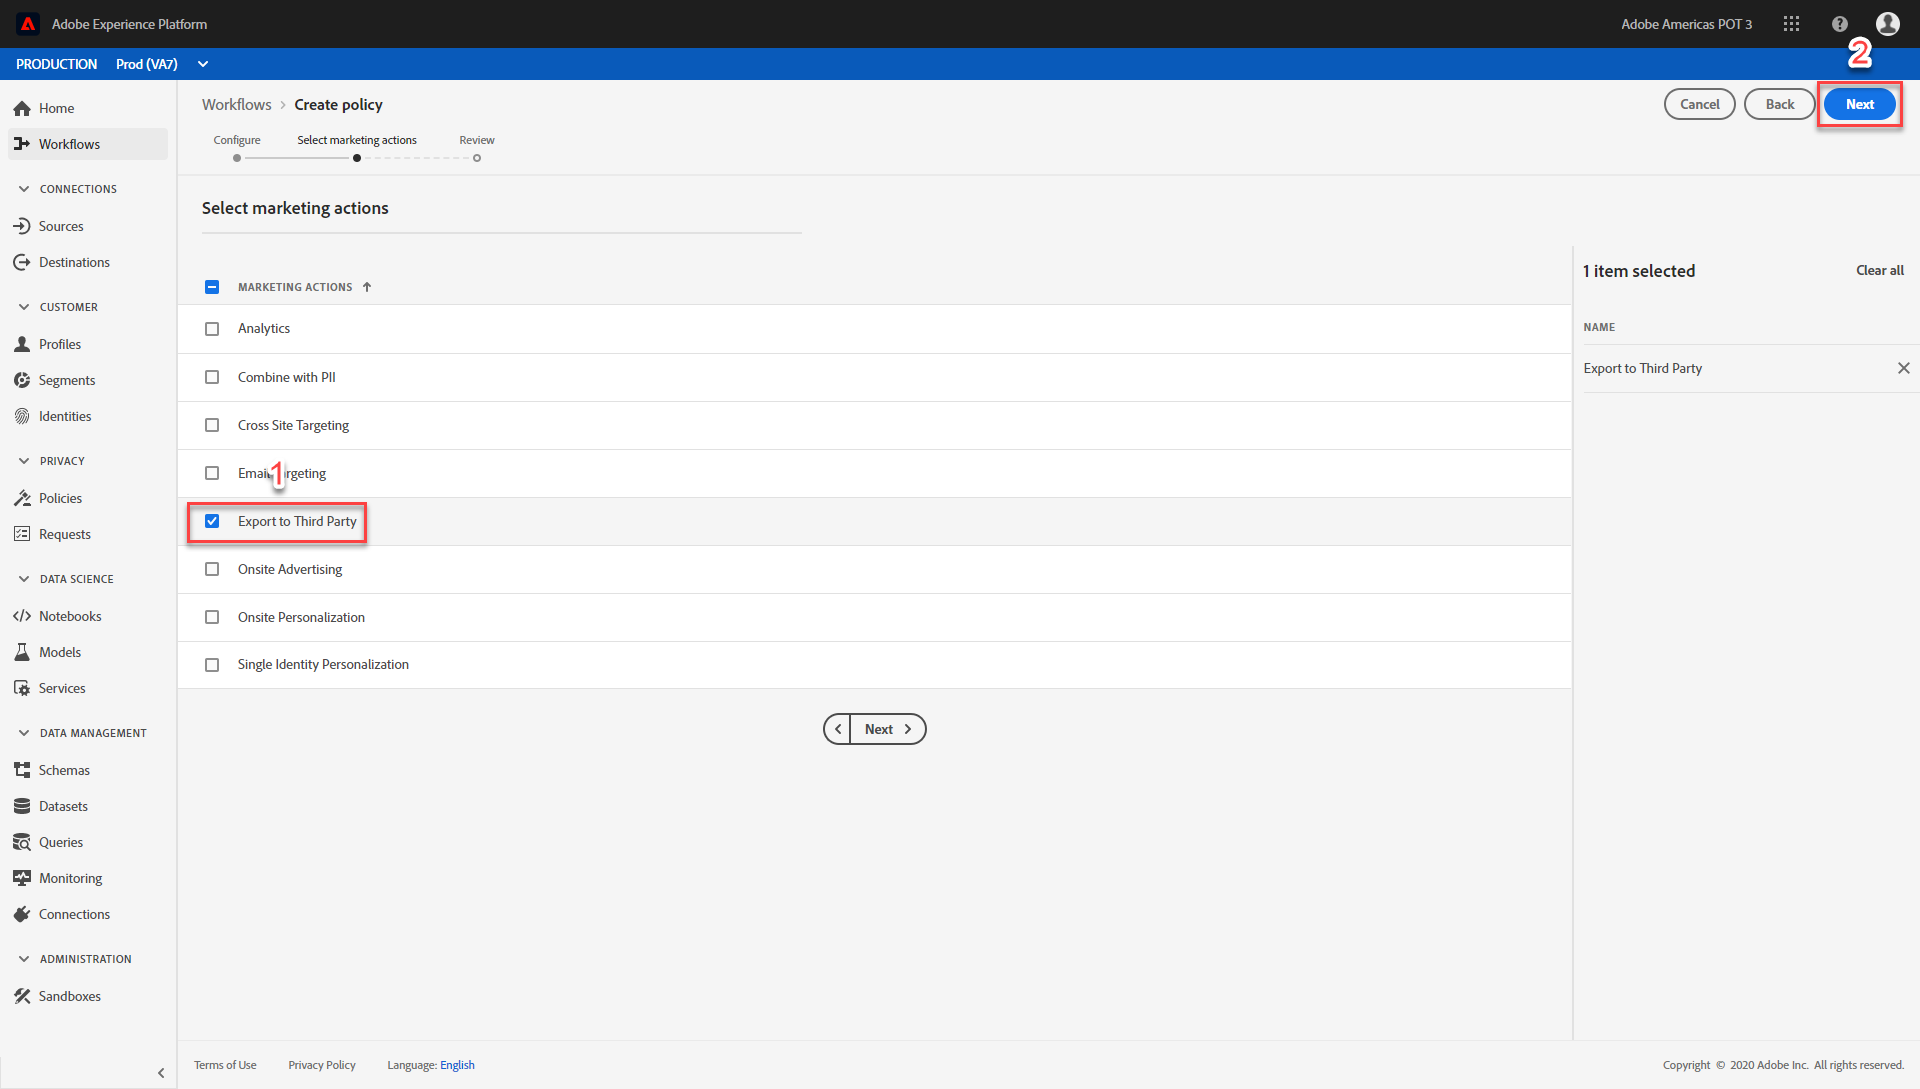 Adobe Experience Platform
Adobe Americas POT 3
PRODUCTION Prod (VA7)
2
Home
Workflows
CONNECTIONS
Sources
Destinations
CUSTOMER
Profiles
Segments
Identities
PRIVACY
Policies
Requests
DATA SCIENCE
Notebooks
Models
Services
DATA MANAGEMENT
Schemas
Datasets
Queries
Monitoring
Connections
ADMINISTRATION
Sandboxes
Workflows > Create policy
Cancel Back Next
Configure Select marketing actions Review
Select marketing actions
MARKETING ACTIONS
Analytics
Combine with PII
Cross Site Targeting
Email Targeting
1
Export to Third Party
Onsite Advertising
Onsite Personalization
Single Identity Personalization
Next
1 item selected Clear all
NAME
Export to Third Party
Terms of Use Privacy Policy Language: English
Copyright © 2020 Adobe Inc. All rights reserved.